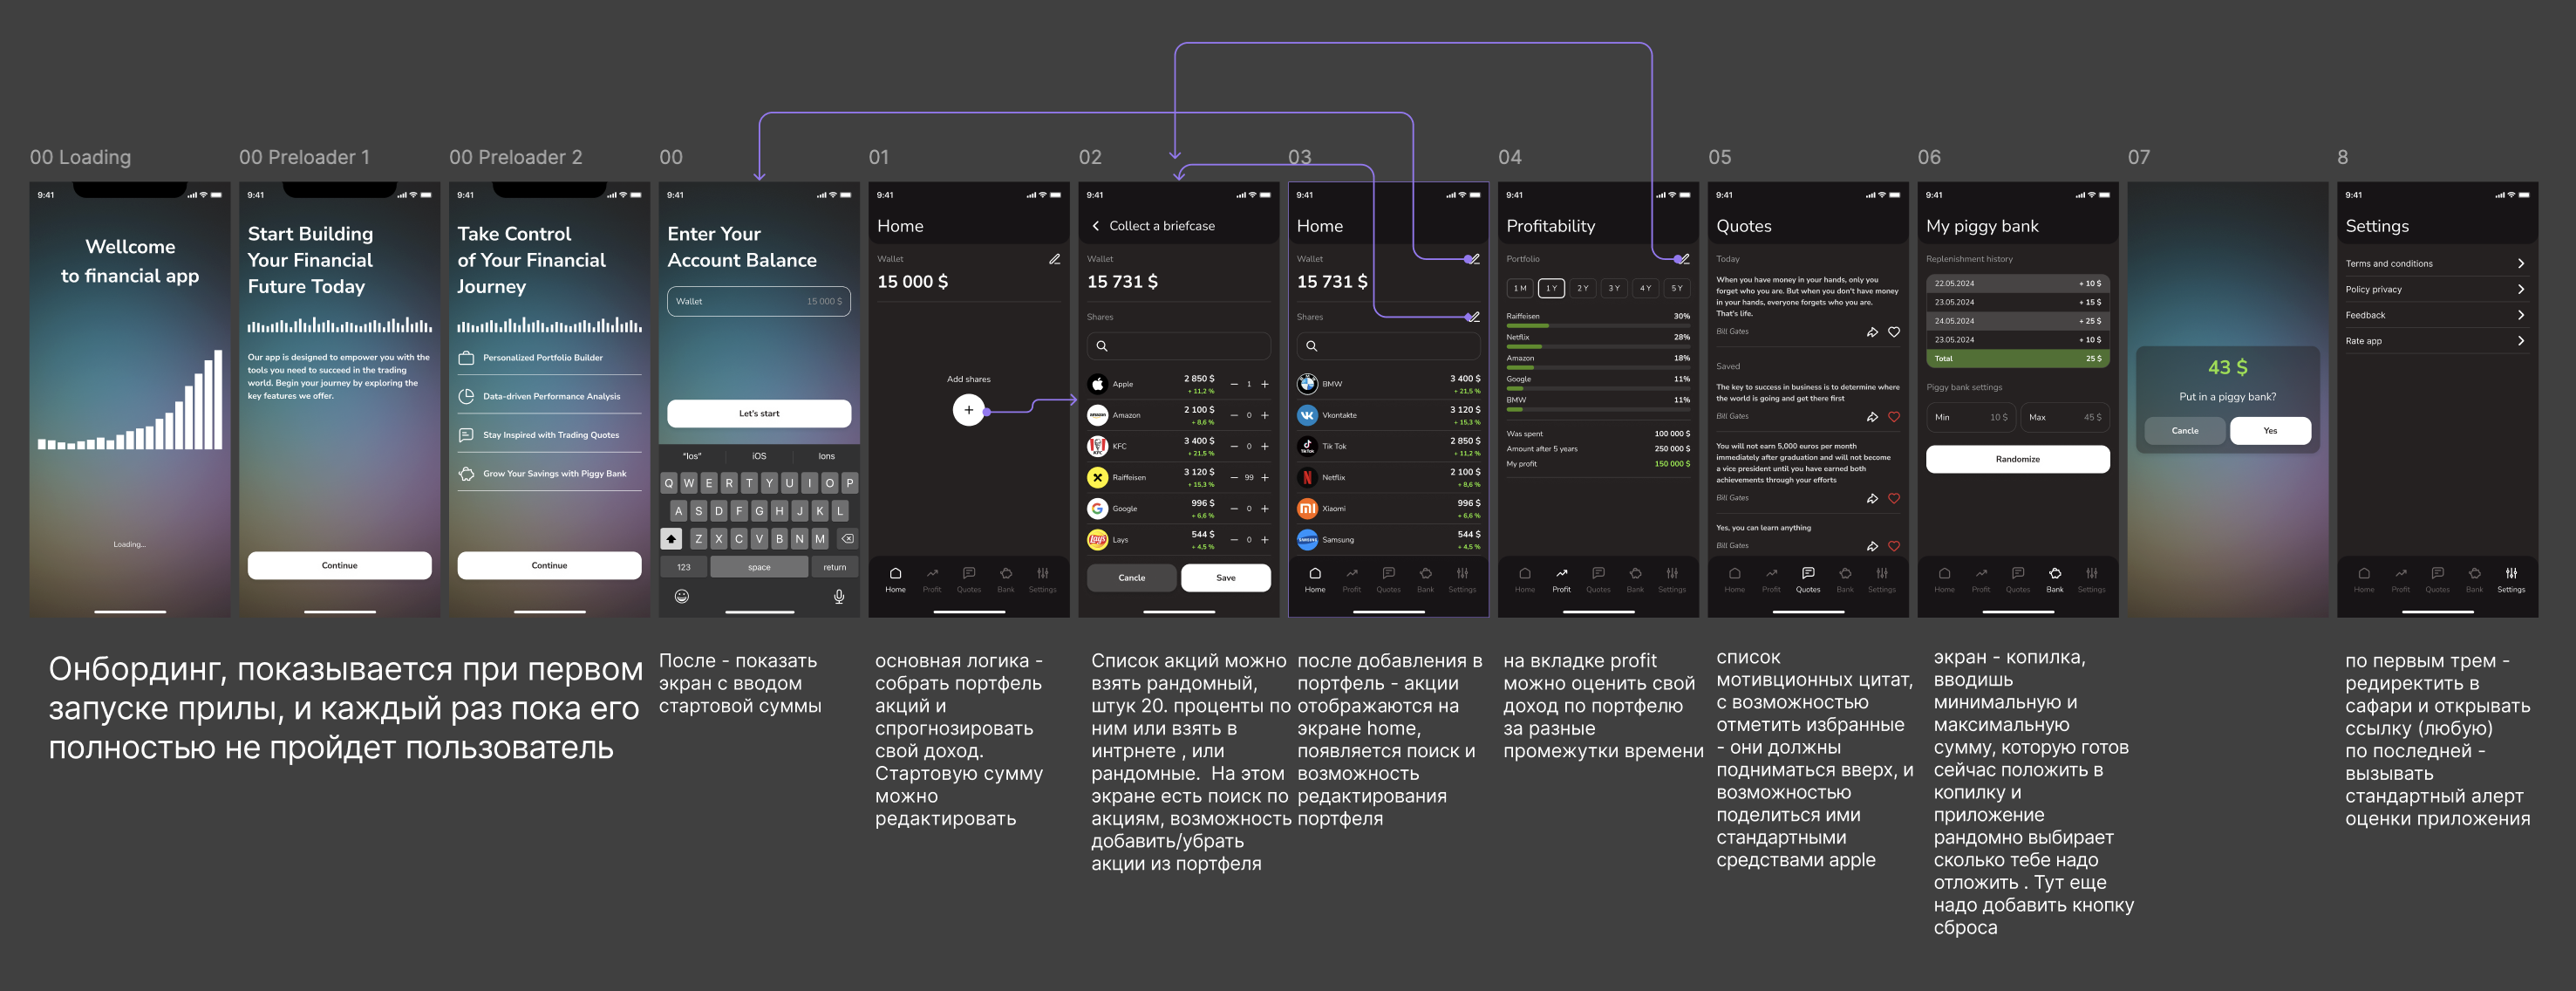 00 Loading
9:41
Wellcome
to financial app
Loading...
00 Preloader 1
9:41
Start Building
Your Financial
Future Today
Our app is designed to empower you with the
tools you need to succeed in the trading
world. Begin your journey by exploring the
key features we offer.
Continue
00 Preloader 2
9:41
Take Control
of Your Financial
Journey
Personalized Portfolio Builder
Data-driven Performance Analysis
Stay Inspired with Trading Quotes
Grow Your Savings with Piggy Bank
Continue
Онбординг, показывается при первом
запуске прилы, и каждый раз пока его
полностью не пройдет пользователь
00
9:41
Enter Your
Account Balance
Wallet 15 000 $
Let's start
"Ios" iOS Ions
Q W E R T Y U I O P
A S D F G H J K L
Z X C V B N M
123 space return
После - показать
экран с вводом
стартовой суммы
01
9:41
Home
Wallet
15 000 $
Add shares
Home Profit Quotes Bank Settings
основная логика -
собрать портфель
акций и
спрогнозировать
свой доход.
Стартовую сумму
можно
редактировать
02
9:41
Collect a briefcase
Wallet
15 731 $
Shares
Apple 2 850 $ + 11,2 % 1
Amazon 2 100 $ + 8,6 % 0
KFC 3 400 $ + 21,5 % 0
Raiffeisen 3 120 $ + 15,3 % 99
Google 996 $ + 6,6 % 0
Lays 544 $ + 4,5 % 0
Cancle Save
Список акций можно
взять рандомный,
штук 20. проценты по
ним или взять в
интрнете , или
рандомные. На этом
экране есть поиск по
акциям, возможность
добавить/убрать
акции из портфеля
03
9:41
Home
Wallet
15 731 $
Shares
BMW 3 400 $ + 21,5 %
Vkontakte 3 120 $ + 15,3 %
Tik Tok 2 850 $ + 11,2 %
Netflix 2 100 $ + 8,6 %
Xiaomi 996 $ + 6,6 %
Samsung 544 $ + 4,5 %
Home Profit Quotes Bank Settings
после добавления в
портфель - акции
отображаются на
экране home,
появляется поиск и
возможность
редактирования
портфеля
04
9:41
Profitability
Portfolio
1 M 1 Y 2 Y 3 Y 4 Y 5 Y
Raiffeisen 30%
Netflix 28%
Amazon 18%
Google 11%
BMW 11%
Was spent 100 000 $
Amount after 5 years 250 000 $
My profit 150 000 $
Home Profit Quotes Bank Settings
на вкладке profit
можно оценить свой
доход по портфелю
за разные
промежутки времени
05
9:41
Quotes
Today
When you have money in your hands, only you
forget who you are. But when you don't have money
in your hands, everyone forgets who you are.
That's life.
Bill Gates
Saved
The key to success in business is to determine where
the world is going and get there first
Bill Gates
You will not earn 5,000 euros per month
immediately after graduation and will not become
a vice president until you have earned both
achievements through your efforts
Bill Gates
Yes, you can learn anything
Bill Gates
Home Profit Quotes Bank Settings
список
мотивционных цитат,
с возможностью
отметить избранные
- они должны
подниматься вверх, и
возможностью
поделиться ими
стандартными
средствами apple
06
9:41
My piggy bank
Replenishment history
22.05.2024 + 10 $
23.05.2024 + 15 $
24.05.2024 + 25 $
23.05.2024 + 10 $
Total 25 $
Piggy bank settings
Min 10 $ Max 45 $
Randomize
Home Profit Quotes Bank Settings
экран - копилка,
вводишь
минимальную и
максимальную
сумму, которую готов
сейчас положить в
копилку и
приложение
рандомно выбирает
сколько тебе надо
отложить . Тут еще
надо добавить кнопку
сброса
07
43 $
Put in a piggy bank?
Cancle Yes
8
9:41
Settings
Terms and conditions
Policy privacy
Feedback
Rate app
Home Profit Quotes Bank Settings
по первым трем -
редиректить в
сафари и открывать
ссылку (любую)
по последней -
вызывать
стандартный алерт
оценки приложения